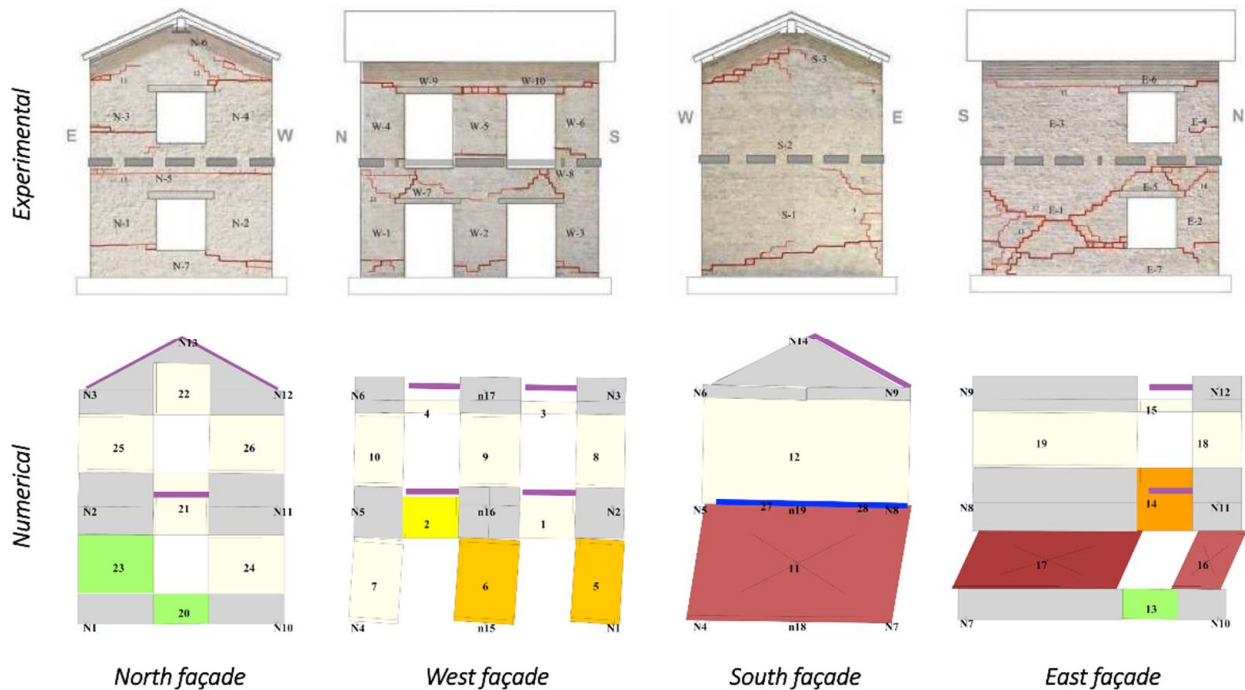 Experimental
N-6
11
12
N-3
N-4
E
W
13
N-5
N-1
N-2
N-7
W-9
W-10
W-4
W-5
W-6
N
S
W-8
W-7
W-1
W-2
W-3
S-3
W
E
S-2
S-1
E-6
E-3
E-4
S
N
E-5
E-1
E-2
E-7
Numerical
N13
N3
22
N12
25
26
N2
21
N11
23
24
20
N1
N10
N6
n17
N3
4
3
10
9
8
N5
n16
N2
2
1
7
6
5
N4
n15
N1
N14
N6
N9
12
N5
27
n19
28
N8
11
N4
n18
N7
N9
N12
15
19
18
N8
14
N11
17
16
13
N7
N10
North façade
West façade
South façade
East façade